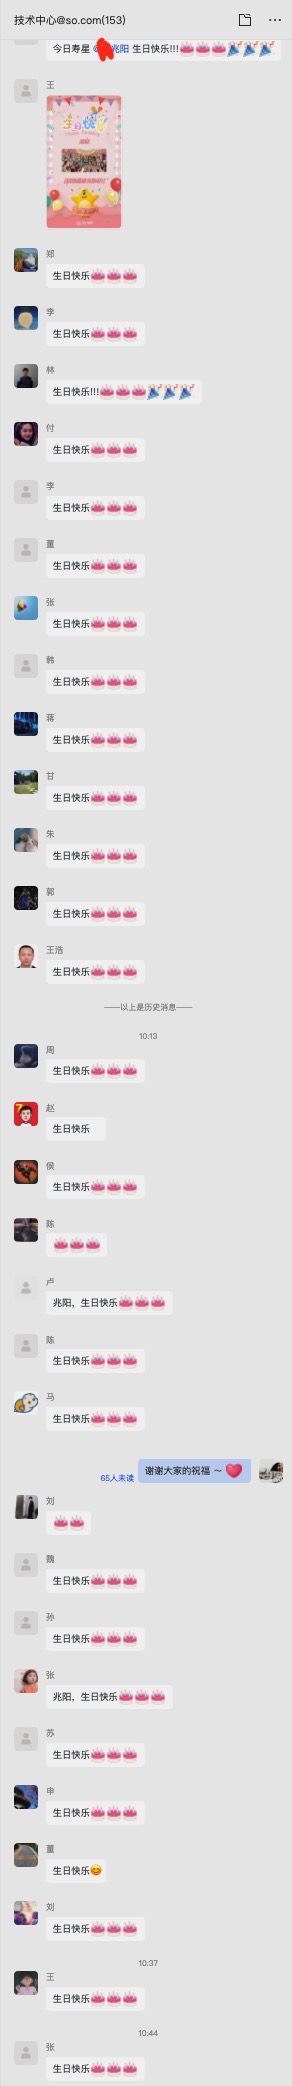 技术中心@so.com(153)
今日寿星 @兆阳 生日快乐!!!
王
生日快乐
郑
生日快乐
李
生日快乐
林
生日快乐!!!
付
生日快乐
李
生日快乐
董
生日快乐
张
生日快乐
韩
生日快乐
蒋
生日快乐
甘
生日快乐
朱
生日快乐
郭
生日快乐
王浩
生日快乐
——以上是历史消息——
10:13
周
生日快乐
赵
生日快乐
侯
生日快乐
陈
卢
兆阳，生日快乐
陈
生日快乐
马
生日快乐
65人未读
谢谢大家的祝福 ～
刘
魏
生日快乐
孙
生日快乐
张
兆阳，生日快乐
苏
生日快乐
申
生日快乐
董
生日快乐
刘
生日快乐
10:37
王
生日快乐
10:44
张
生日快乐